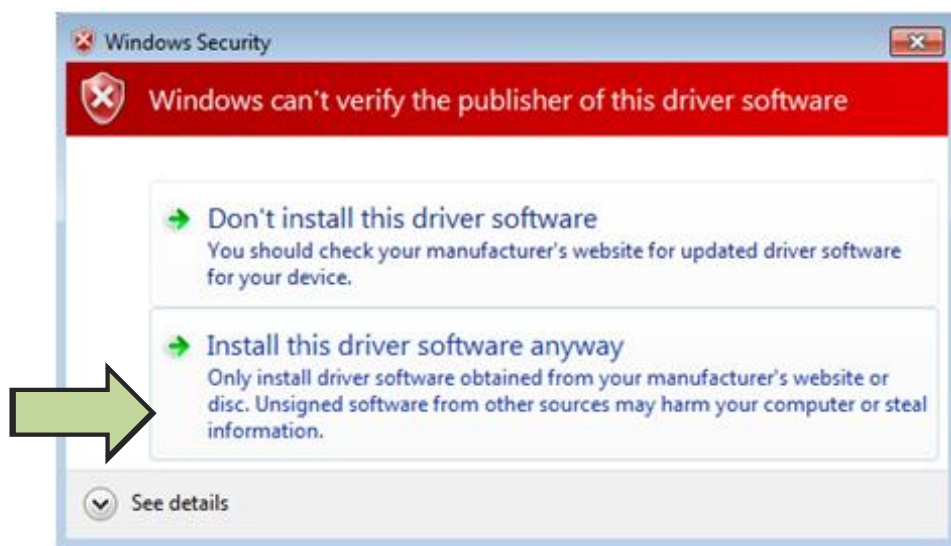 Windows Security
Windows can't verify the publisher of this driver software
Don't install this driver software
You should check your manufacturer's website for updated driver software
for your device.
Install this driver software anyway
Only install driver software obtained from your manufacturer's website or
disc. Unsigned software from other sources may harm your computer or steal
information.
See details